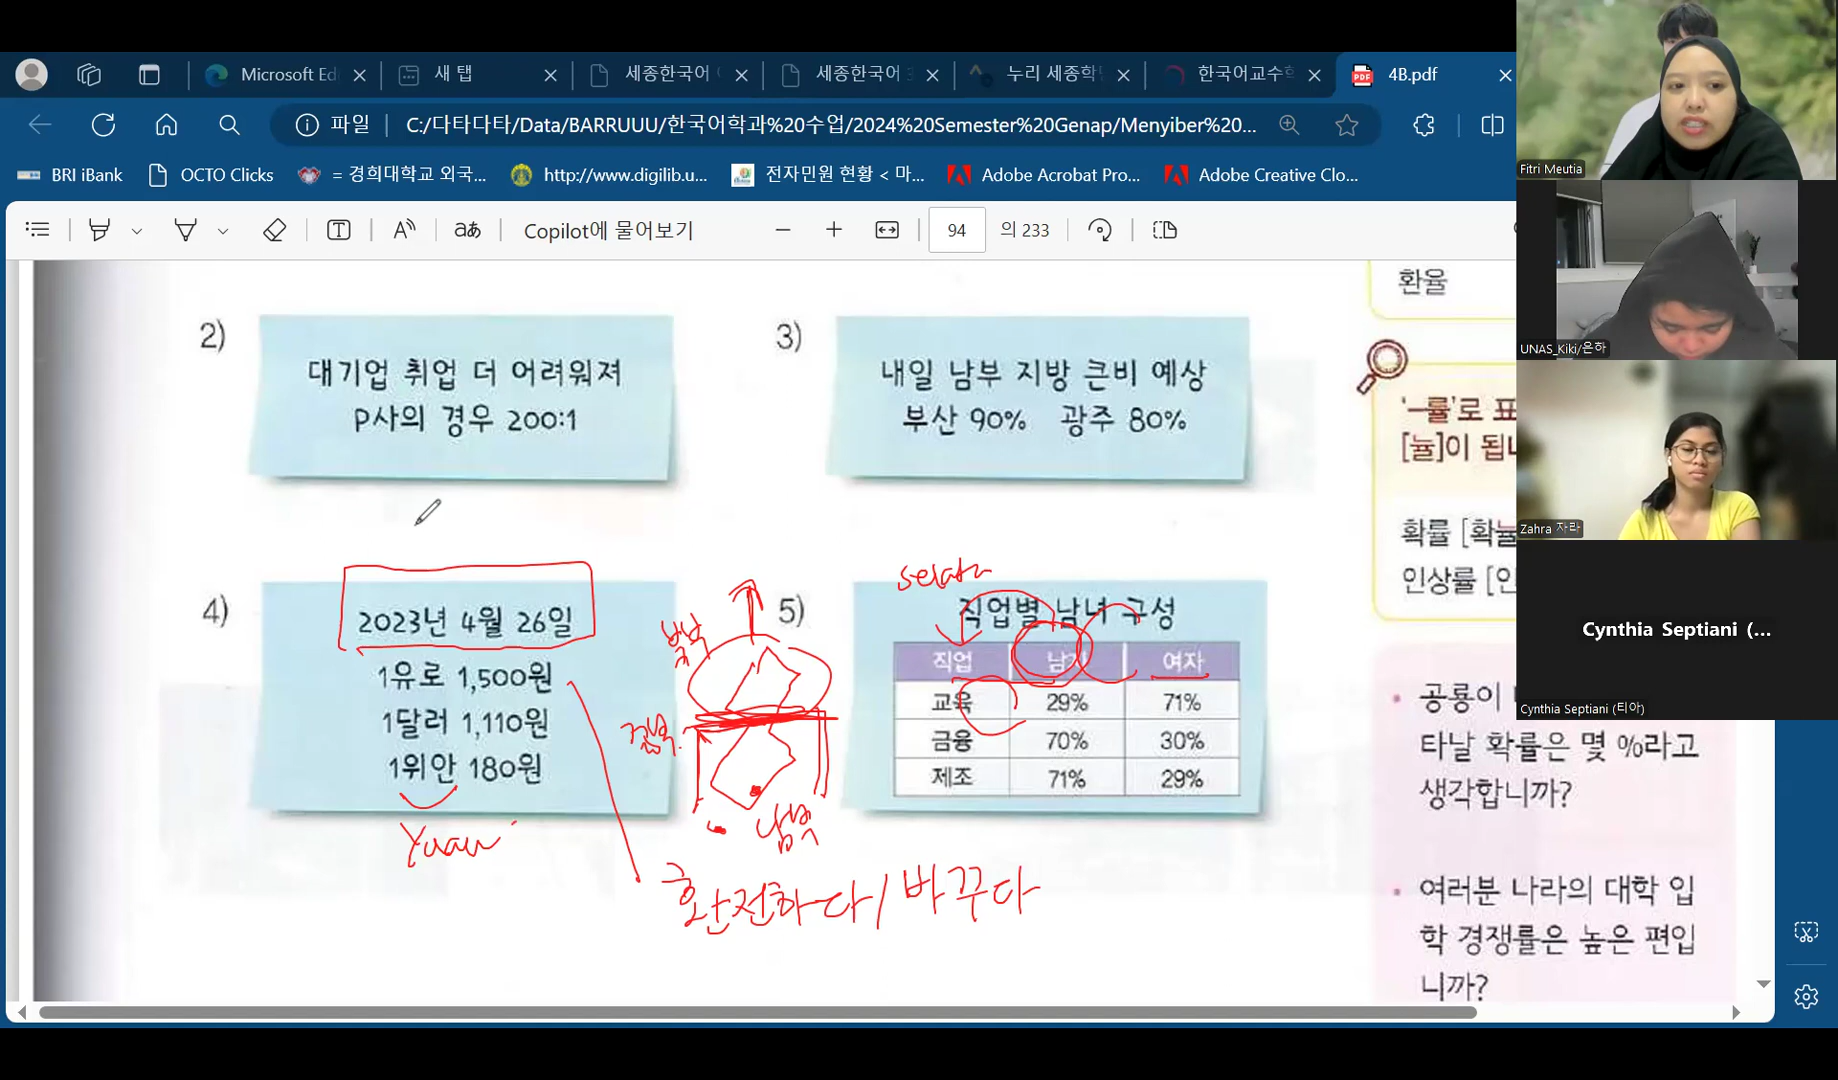 Microsoft Ed
새 탭
세종한국어
세종한국어 3
누리 세종학
한국어교수학
4B.pdf
파일
C:/다타다타/Data/BARRUUU/한국어학과%20수업/2024%20Semester%20Genap/Menyiber%20...
BRI iBank
OCTO Clicks
= 경희대학교 외국...
http://www.digilib.u...
전자민원 현황 < 마...
Adobe Acrobat Pro...
Adobe Creative Clo...
Copilot에 물어보기
94
의 233
2)
대기업 취업 더 어려워져
P사의 경우 200:1
3)
내일 남부 지방 큰비 예상
부산 90% 광주 80%
4)
2023년 4월 26일
1유로 1,500원
1달러 1,110원
1위안 180원
Yuan
환전하다/바꾸다
남북
5)
직업별 남녀 구성
직업 남자 여자
교육 29% 71%
금융 70% 30%
제조 71% 29%
환율
'–률'로 표
[뉼]이 됩니
확률 [확뉼
인상률 [인
• 공룡이
타날 확률은 몇 %라고
생각합니까?
• 여러분 나라의 대학 입
학 경쟁률은 높은 편입
니까?
Fitri Meutia
UNAS_Kiki/은하
Zahra 자라
Cynthia Septiani (...
Cynthia Septiani (티아)